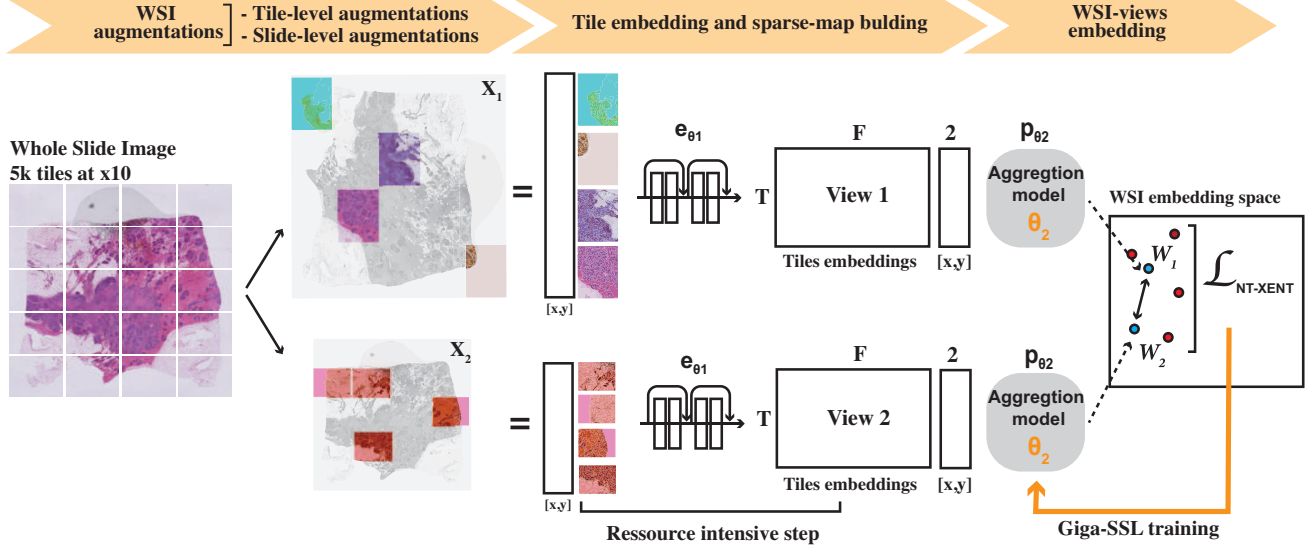 WSI
augmentations
- Tile-level augmentations
- Slide-level augmentations
Tile embedding and sparse-map bulding
WSI-views
embedding
Whole Slide Image
5k tiles at x10
X1
=
[x,y]
eθ1
T
F
View 1
Tiles embeddings
2
[x,y]
pθ2
Aggregtion
model
θ2
X2
=
[x,y]
eθ1
T
F
View 2
Tiles embeddings
2
[x,y]
pθ2
Aggregtion
model
θ2
WSI embedding space
W1
W2
ℒNT-XENT
Ressource intensive step
Giga-SSL training